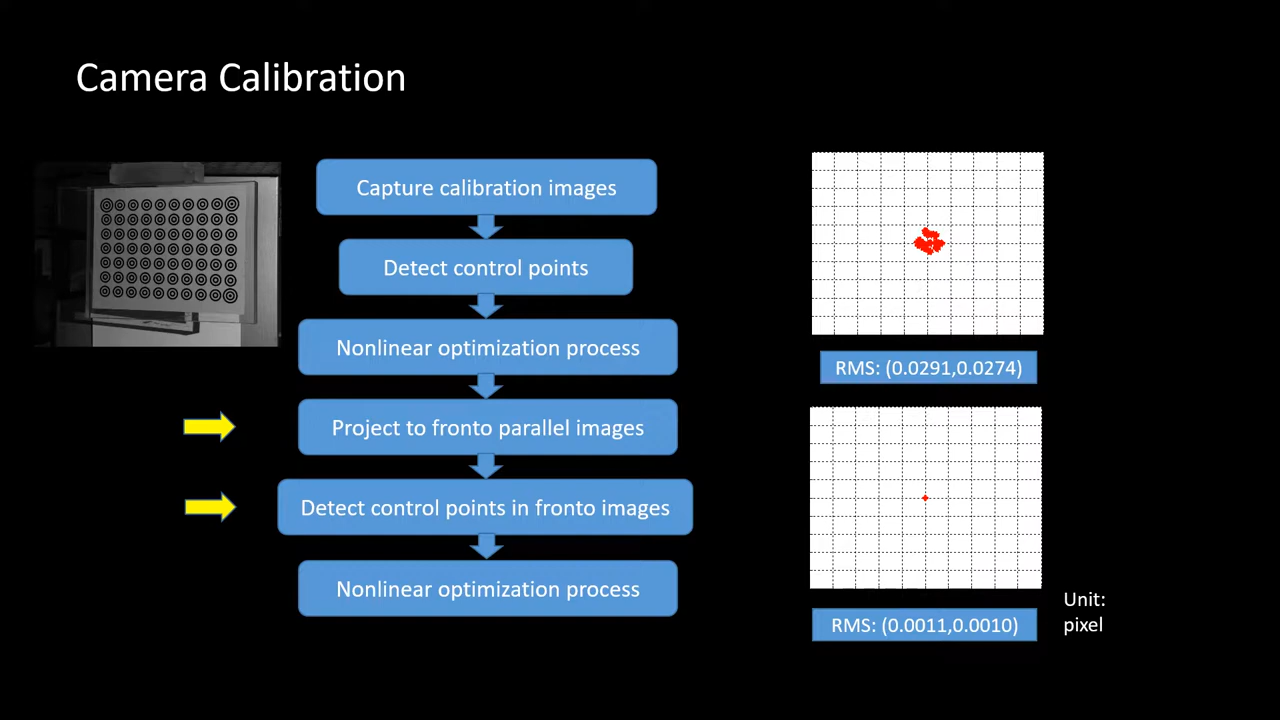 Camera Calibration
Capture calibration images
Detect control points
Nonlinear optimization process
Project to fronto parallel images
Detect control points in fronto images
Nonlinear optimization process
RMS: (0.0291,0.0274)
RMS: (0.0011,0.0010)
Unit:
pixel